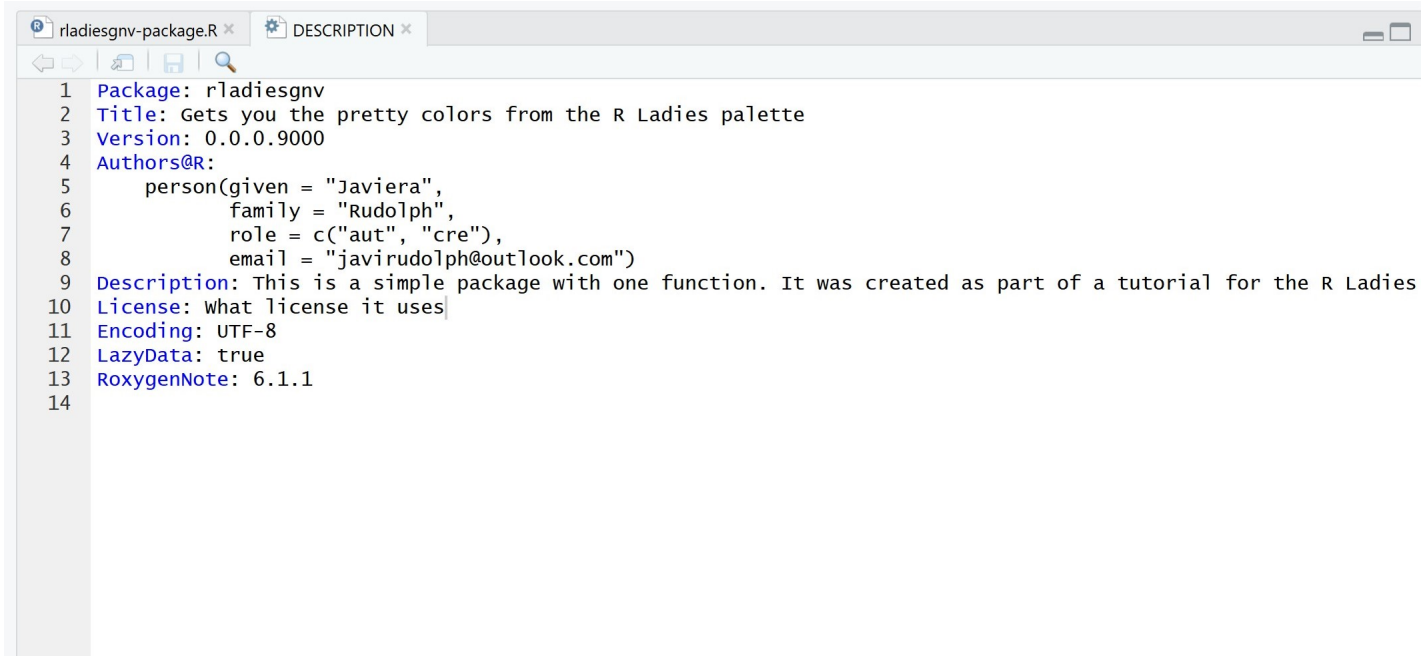 rladiesgnv-package.R
DESCRIPTION
1 Package: rladiesgnv
2 Title: Gets you the pretty colors from the R Ladies palette
3 Version: 0.0.0.9000
4 Authors@R:
5 person(given = "Javiera",
6 family = "Rudolph",
7 role = c("aut", "cre"),
8 email = "javirudolph@outlook.com")
9 Description: This is a simple package with one function. It was created as part of a tutorial for the R Ladies
10 License: What license it uses
11 Encoding: UTF-8
12 LazyData: true
13 RoxygenNote: 6.1.1
14